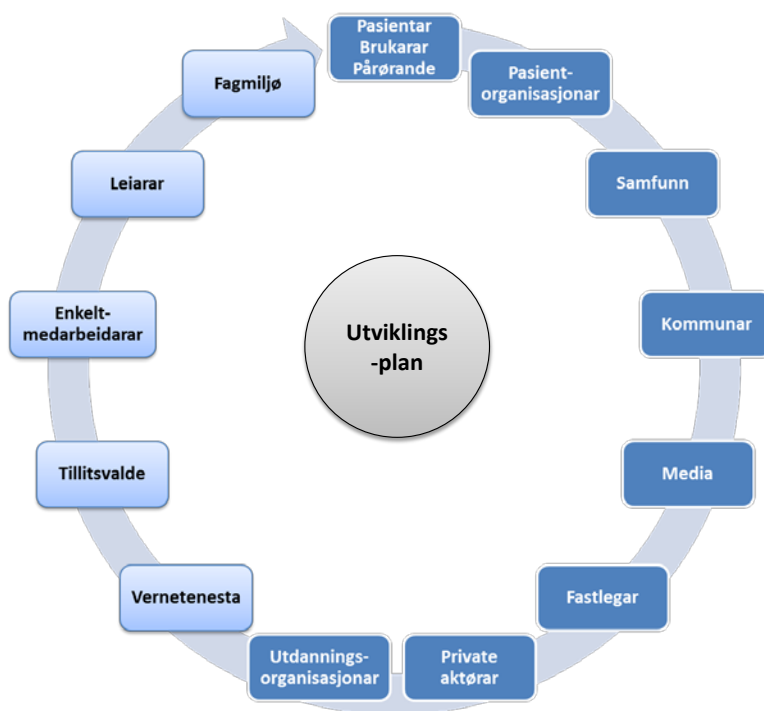 Pasientar
Brukarar
Pårørande
Pasient-
organisasjonar
Samfunn
Kommunar
Media
Fastlegar
Private
aktørar
Utdannings-
organisasjonar
Vernetenesta
Tillitsvalde
Enkelt-
medarbeidarar
Leiarar
Fagmiljø
Utviklings
-plan